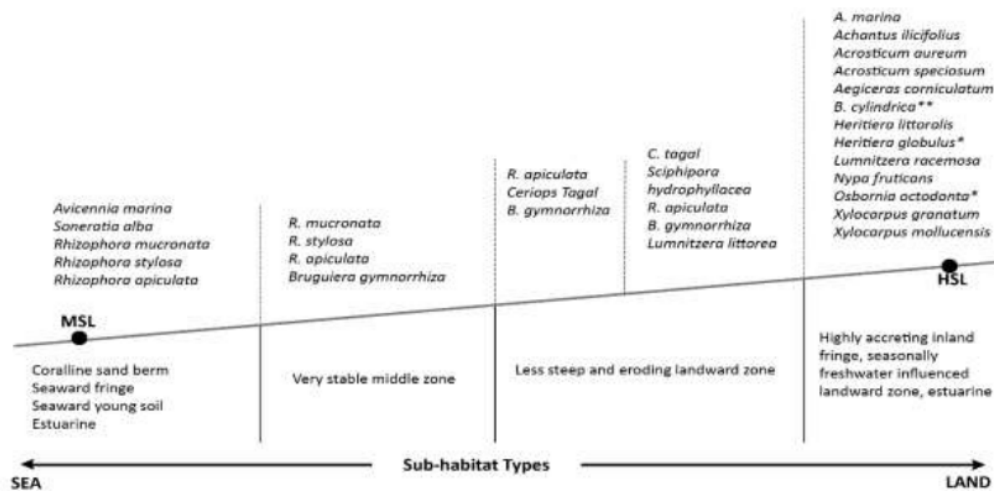 Avicennia marina
Soneratia alba
Rhizophora mucronata
Rhizophora stylosa
Rhizophora apiculata
R. mucronata
R. stylosa
R. apiculata
Bruguiera gymnorrhiza
R. apiculata
Ceriops Tagal
B. gymnorrhiza
C. tagal
Sciphipora
hydrophyllacea
R. apiculata
B. gymnorrhiza
Lumnitzera littorea
A. marina
Achantus ilicifolius
Acrosticum aureum
Acrosticum speciosum
Aegiceras corniculatum
B. cylindrica**
Heritiera littoralis
Heritiera globulus*
Lumnitzera racemosa
Nypa fruticans
Osbornia octodonta*
Xylocarpus granatum
Xylocarpus mollucensis
MSL
HSL
Coralline sand berm
Seaward fringe
Seaward young soil
Estuarine
Very stable middle zone
Less steep and eroding landward zone
Highly accreting inland
fringe, seasonally
freshwater influenced
landward zone, estuarine
Sub-habitat Types
SEA
LAND